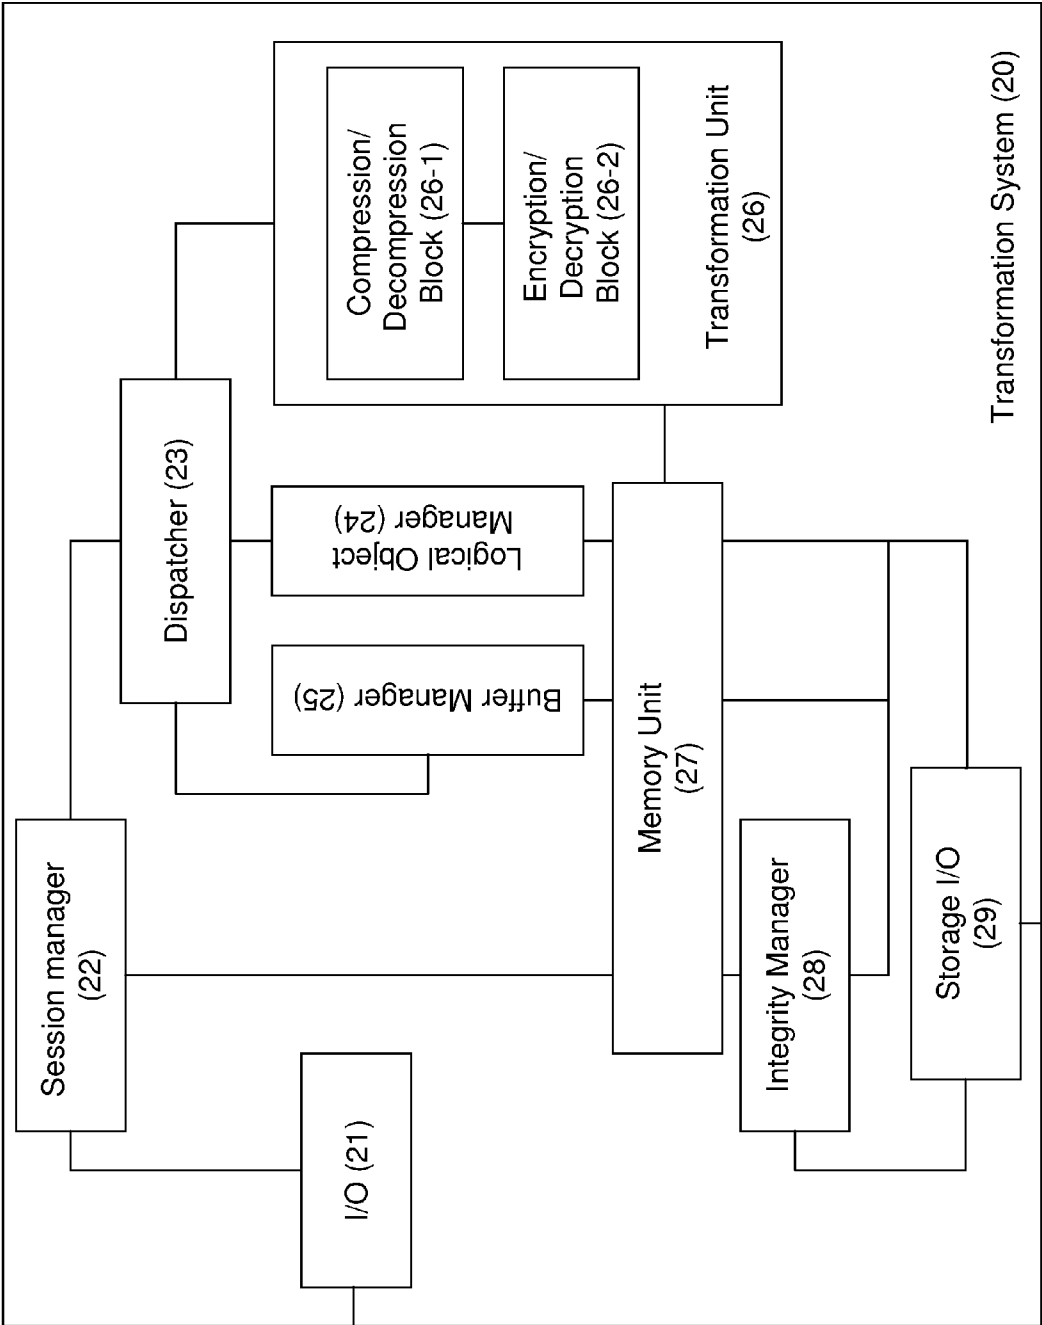 Session manager
(22)
I/O (21)
Dispatcher (23)
Buffer Manager (25)
Logical Object
Manager (24)
Compression/
Decompression
Block (26-1)
Encryption/
Decryption
Block (26-2)
Transformation Unit
(26)
Memory Unit
(27)
Integrity Manager
(28)
Storage I/O
(29)
Transformation System (20)